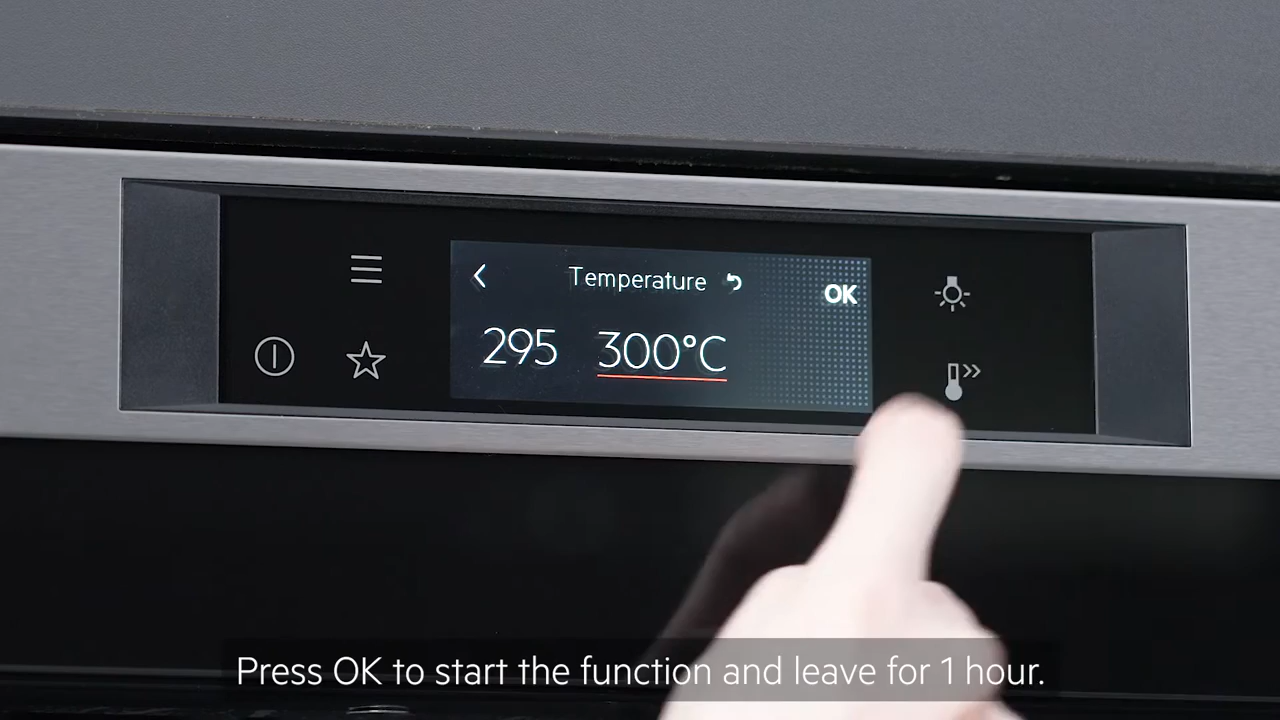 Temperature
OK
295 300°C
Press OK to start the function and leave for 1 hour.